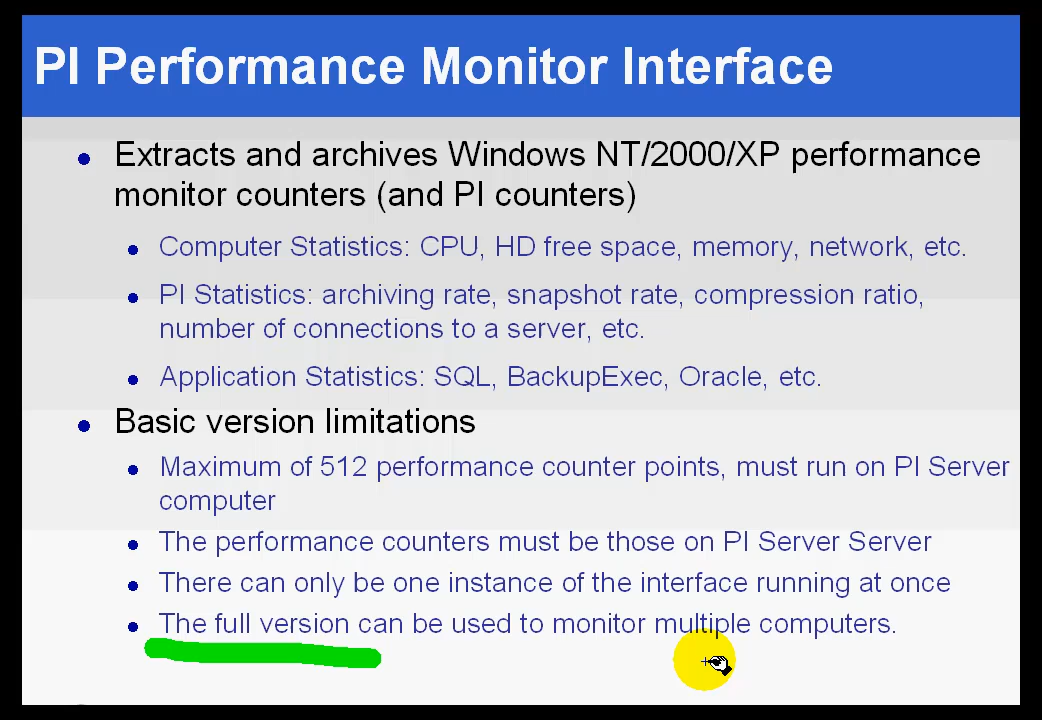 PI Performance Monitor Interface
Extracts and archives Windows NT/2000/XP performance
monitor counters (and PI counters)
Computer Statistics: CPU, HD free space, memory, network, etc.
PI Statistics: archiving rate, snapshot rate, compression ratio,
number of connections to a server, etc.
Application Statistics: SQL, BackupExec, Oracle, etc.
Basic version limitations
Maximum of 512 performance counter points, must run on PI Server
computer
The performance counters must be those on PI Server Server
There can only be one instance of the interface running at once
The full version can be used to monitor multiple computers.